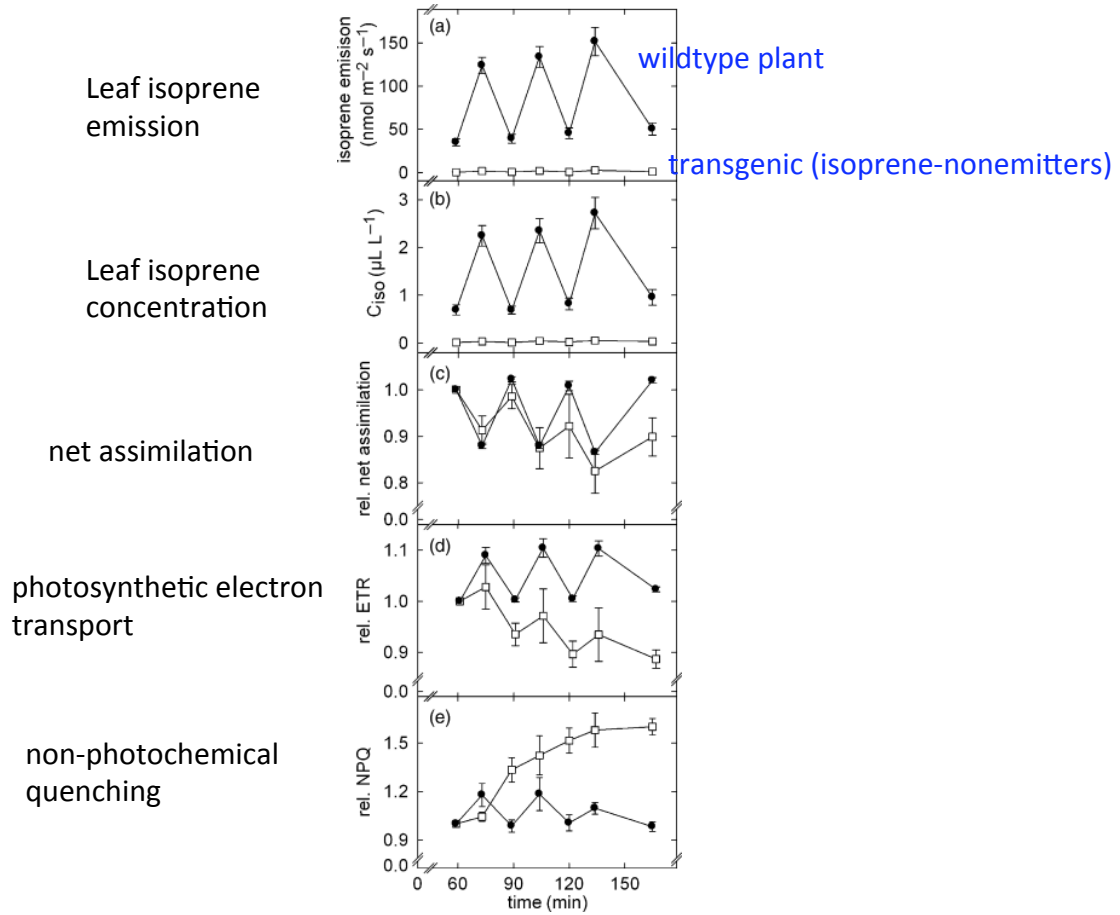 (a)
isoprene emisison
(nmol m⁻² s⁻¹)
150
100
50
0
Leaf isoprene
emission
wildtype plant
transgenic (isoprene-nonemitters)
(b)
Ciso (µL L⁻¹)
3
2
1
0
Leaf isoprene
concentration
(c)
rel. net assimilation
1.0
0.9
0.8
0.0
net assimilation
(d)
rel. ETR
1.1
1.0
0.9
0.0
photosynthetic electron
transport
(e)
rel. NPQ
1.5
1.2
0.9
0.0
non-photochemical
quenching
0 60 90 120 150
time (min)